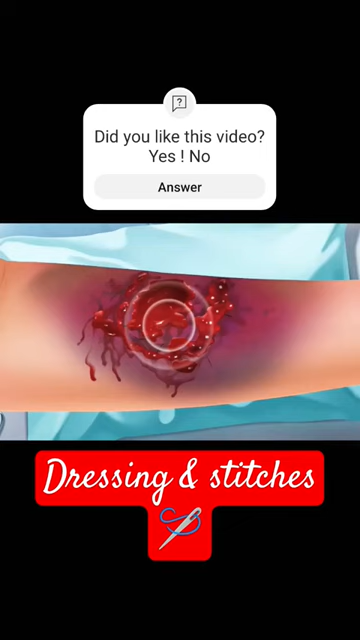 ?
Did you like this video?
Yes ! No
Answer
Dressing & stitches